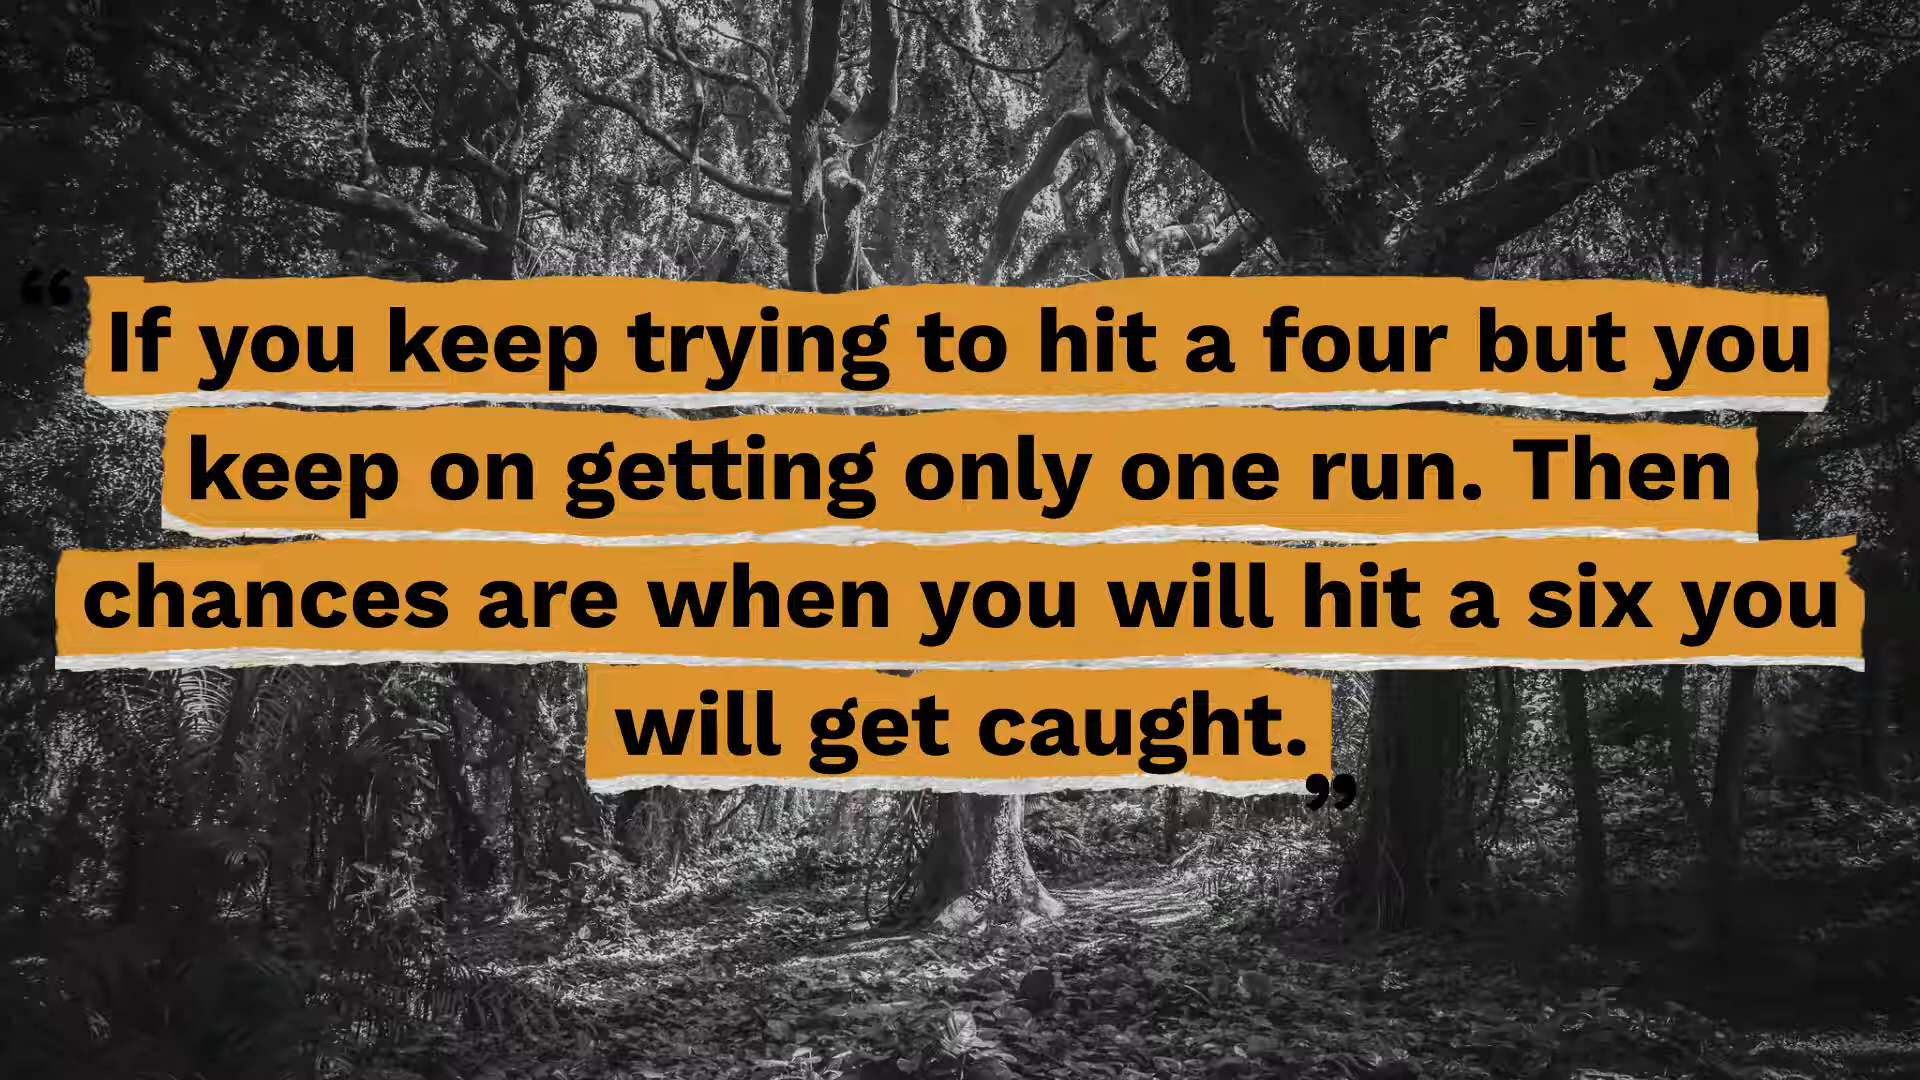 “If you keep trying to hit a four but you
keep on getting only one run. Then
chances are when you will hit a six you
will get caught.”